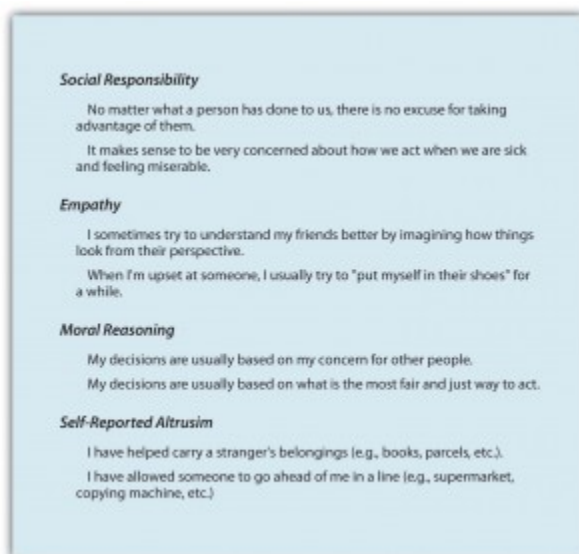 Social Responsibility
No matter what a person has done to us, there is no excuse for taking
advantage of them.
It makes sense to be very concerned about how we act when we are sick
and feeling miserable.
Empathy
I sometimes try to understand my friends better by imagining how things
look from their perspective.
When I'm upset at someone, I usually try to "put myself in their shoes" for
a while.
Moral Reasoning
My decisions are usually based on my concern for other people.
My decisions are usually based on what is the most fair and just way to act.
Self-Reported Altrusim
I have helped carry a stranger's belongings (e.g., books, parcels, etc.).
I have allowed someone to go ahead of me in a line (e.g., supermarket,
copying machine, etc.)